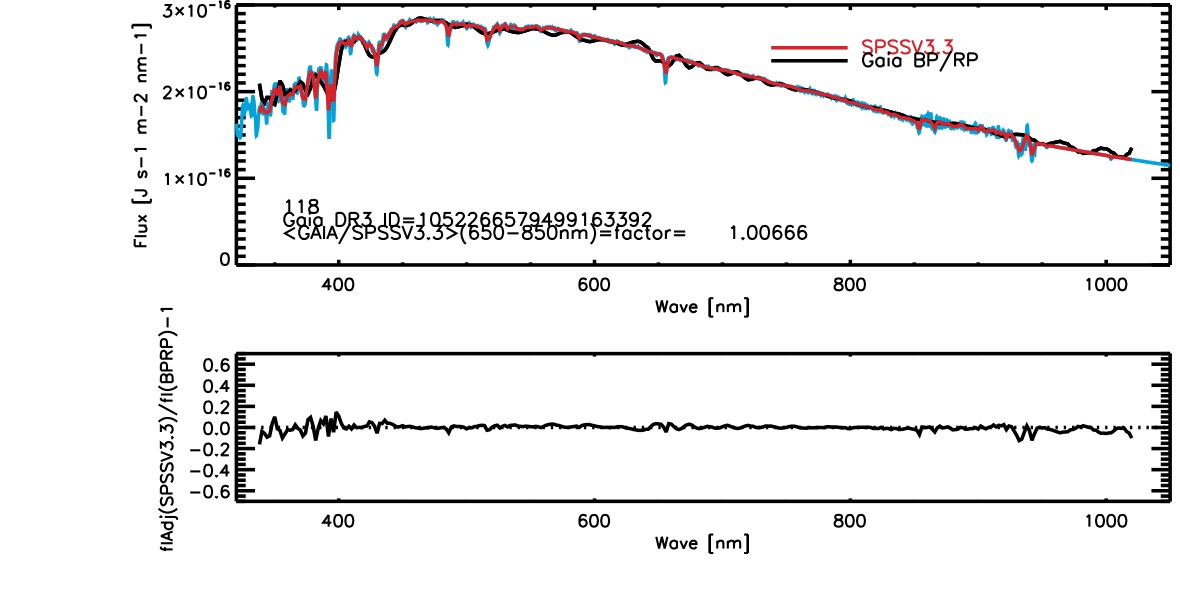 3×10−16
2×10−16
1×10−16
0
Flux [J s−1 m−2 nm−1]
SPSSV3.3
Gaia BP/RP
118
Gaia DR3 ID=1052266579499163392
<GAIA/SPSSV3.3>(650−850nm)=factor= 1.00666
400 600 800 1000
Wave [nm]
flAdj(SPSSV3.3)/fl(BPRP)−1
0.6
0.4
0.2
0.0
−0.2
−0.4
−0.6
400 600 800 1000
Wave [nm]